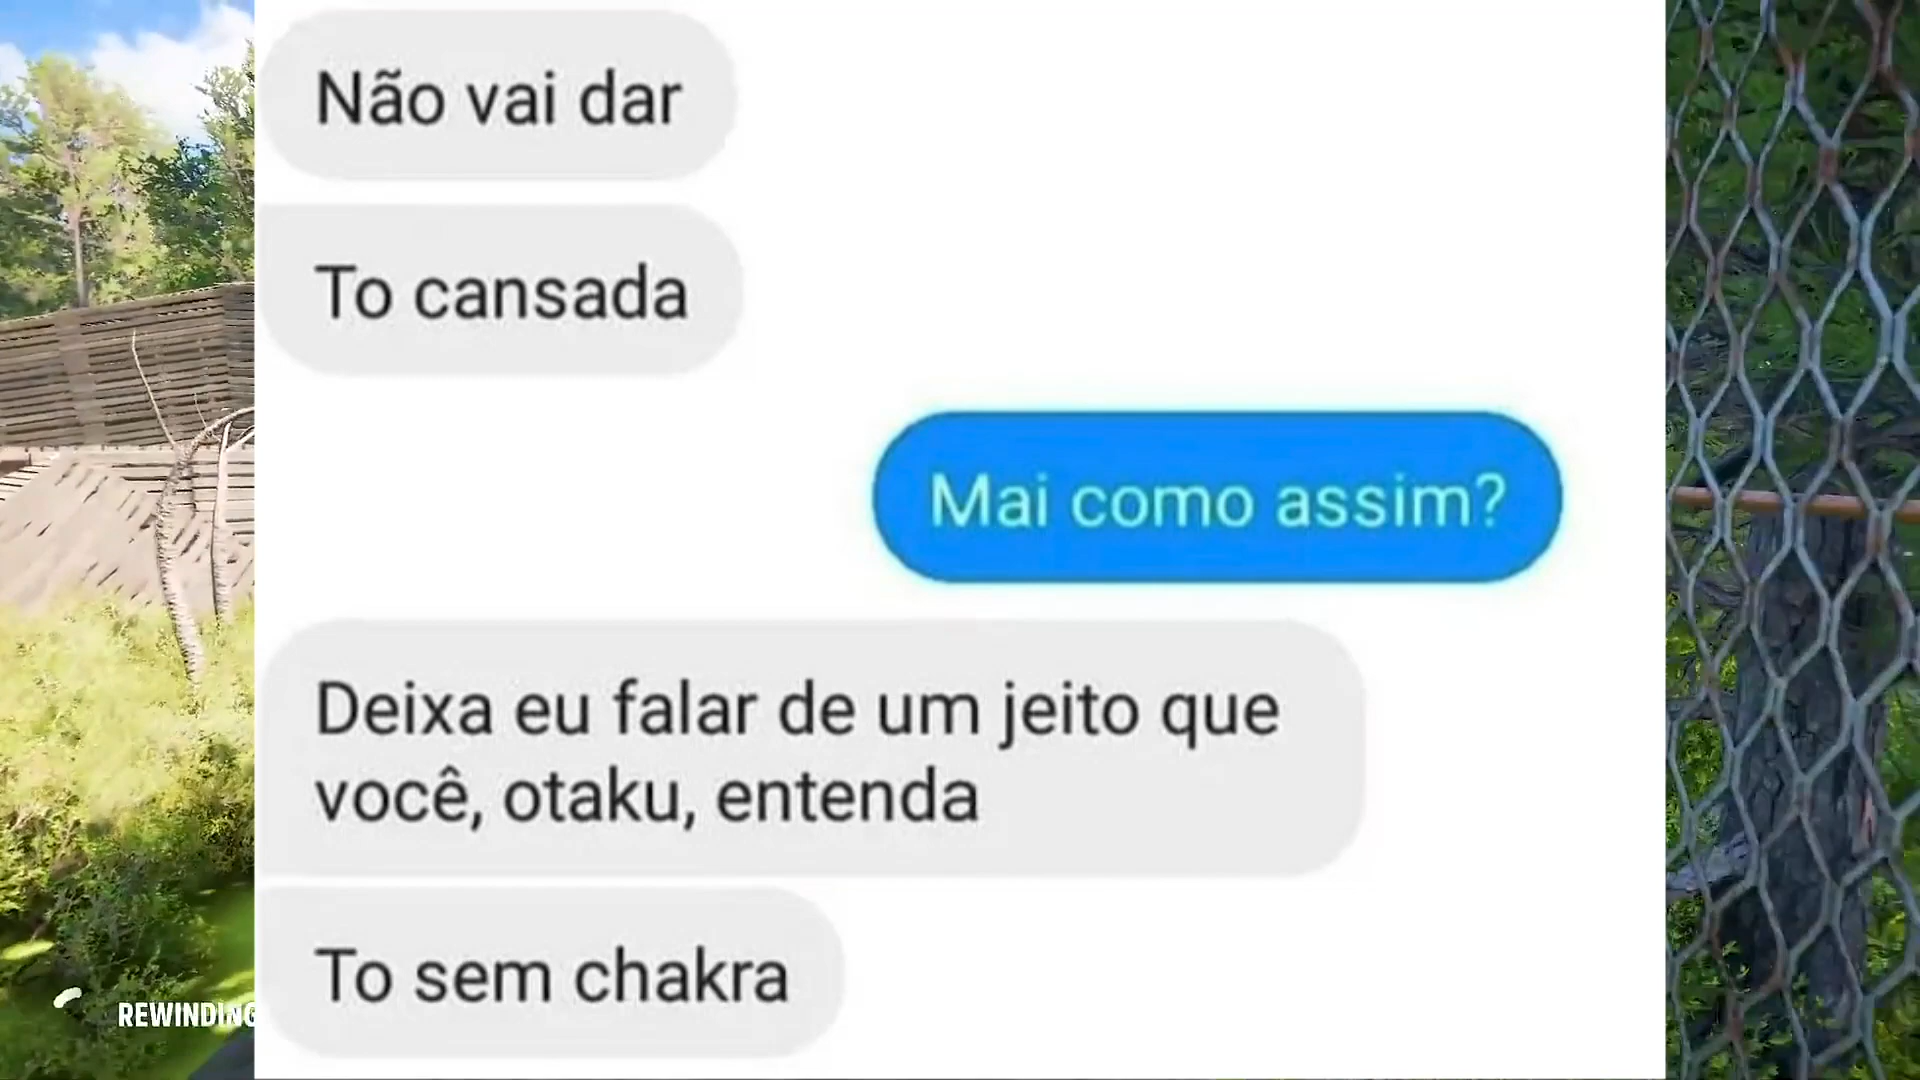 Não vai dar
To cansada
Mai como assim?
Deixa eu falar de um jeito que
você, otaku, entenda
To sem chakra
REWINDING